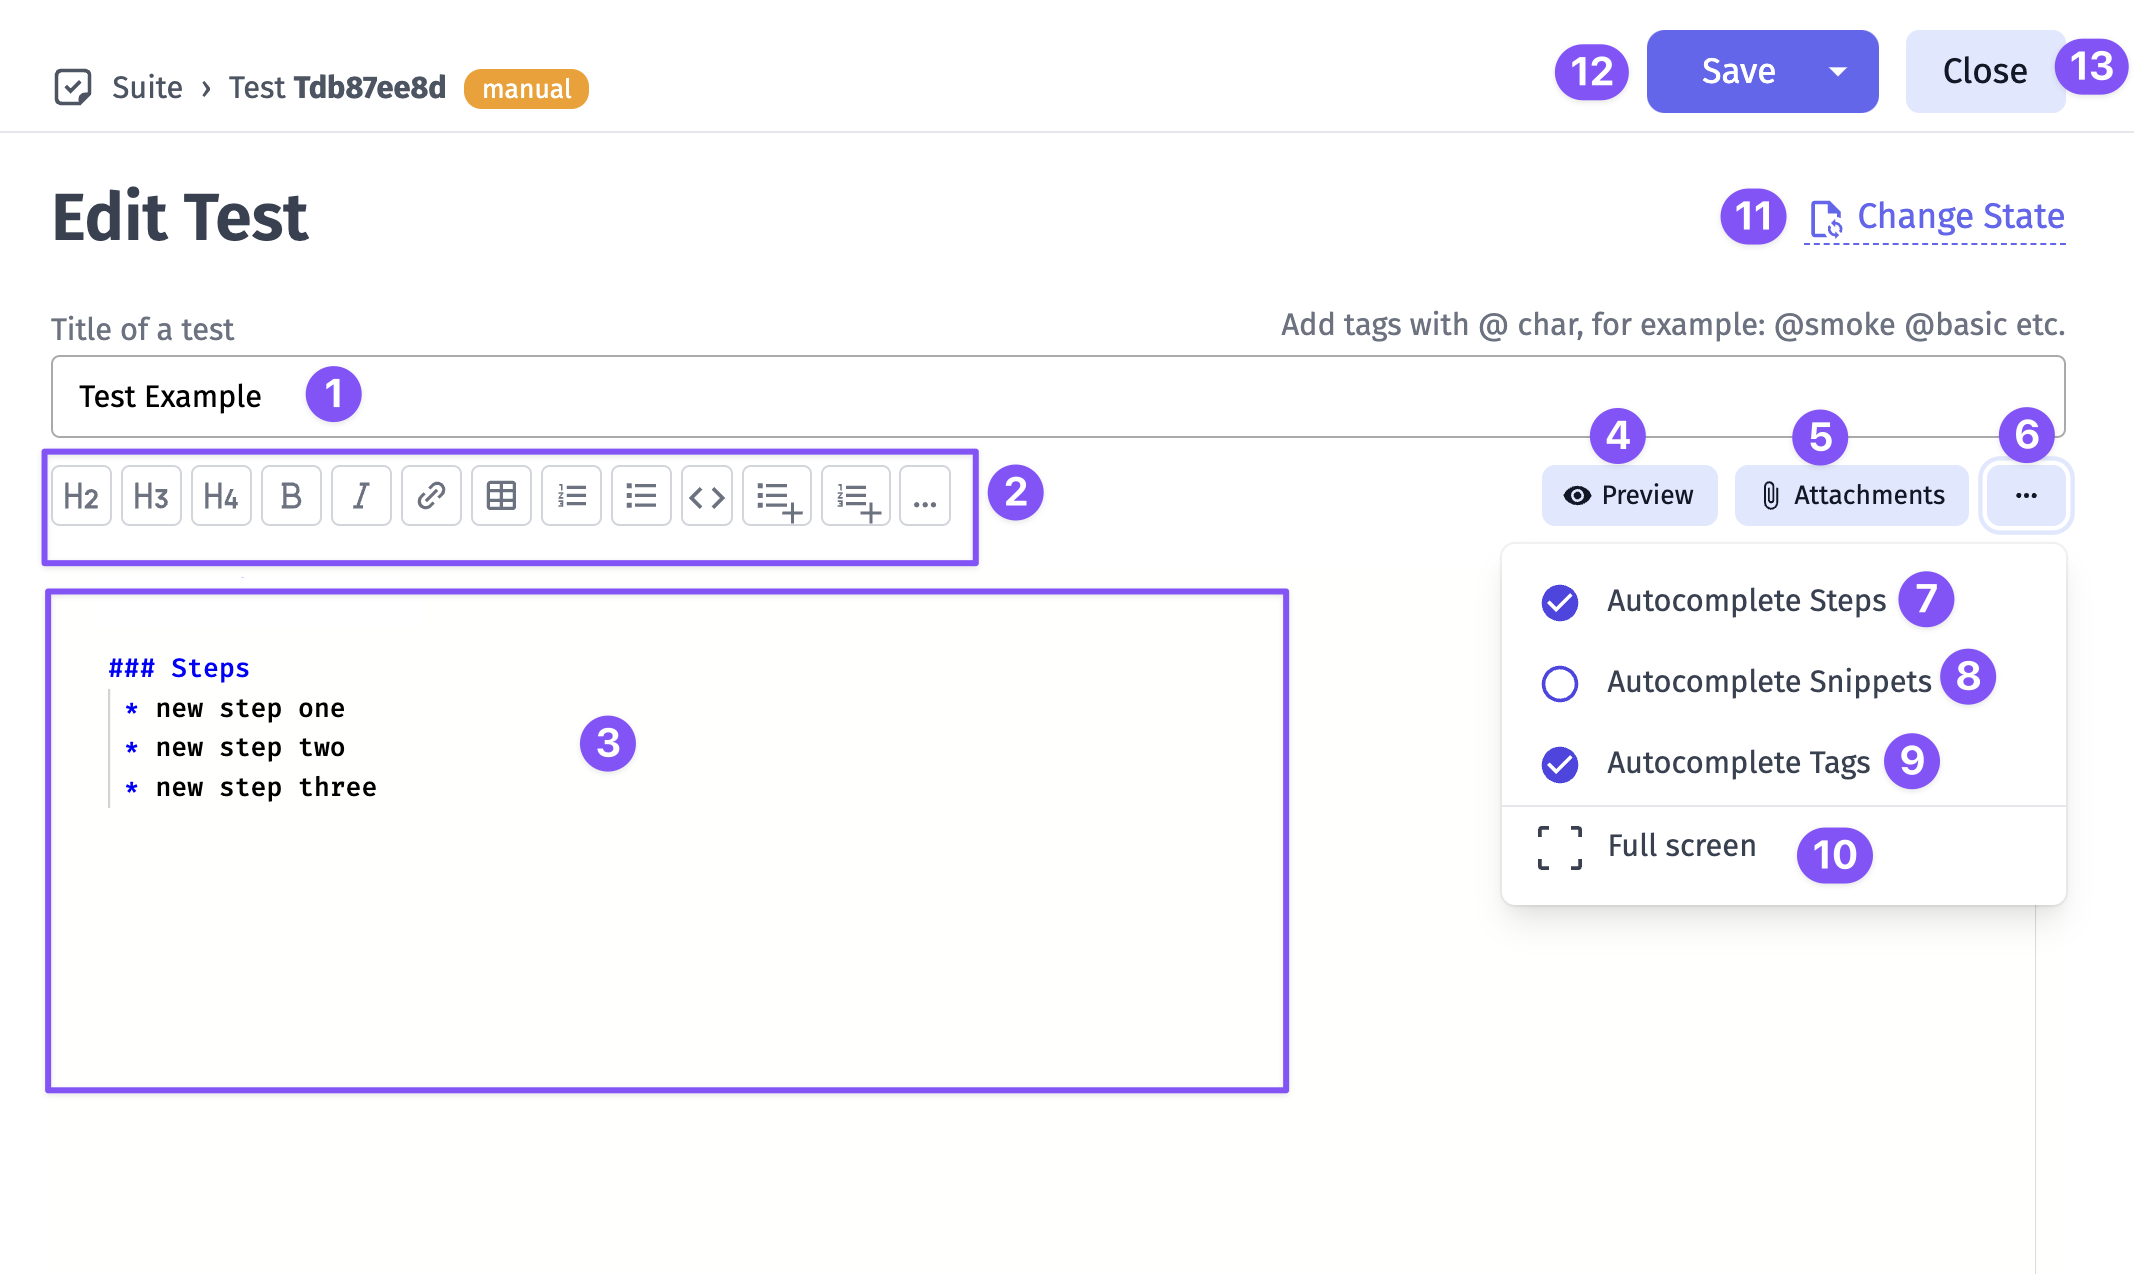 Suite › Test Tdb87ee8d manual
12 Save Close 13
Edit Test
11 Change State
Title of a test
Add tags with @ char, for example: @smoke @basic etc.
Test Example 1
H2 H3 H4 B I ... 2
4 5 6
Preview Attachments ...
Autocomplete Steps 7
Autocomplete Snippets 8
Autocomplete Tags 9
Full screen 10
### Steps
* new step one
* new step two
* new step three
3